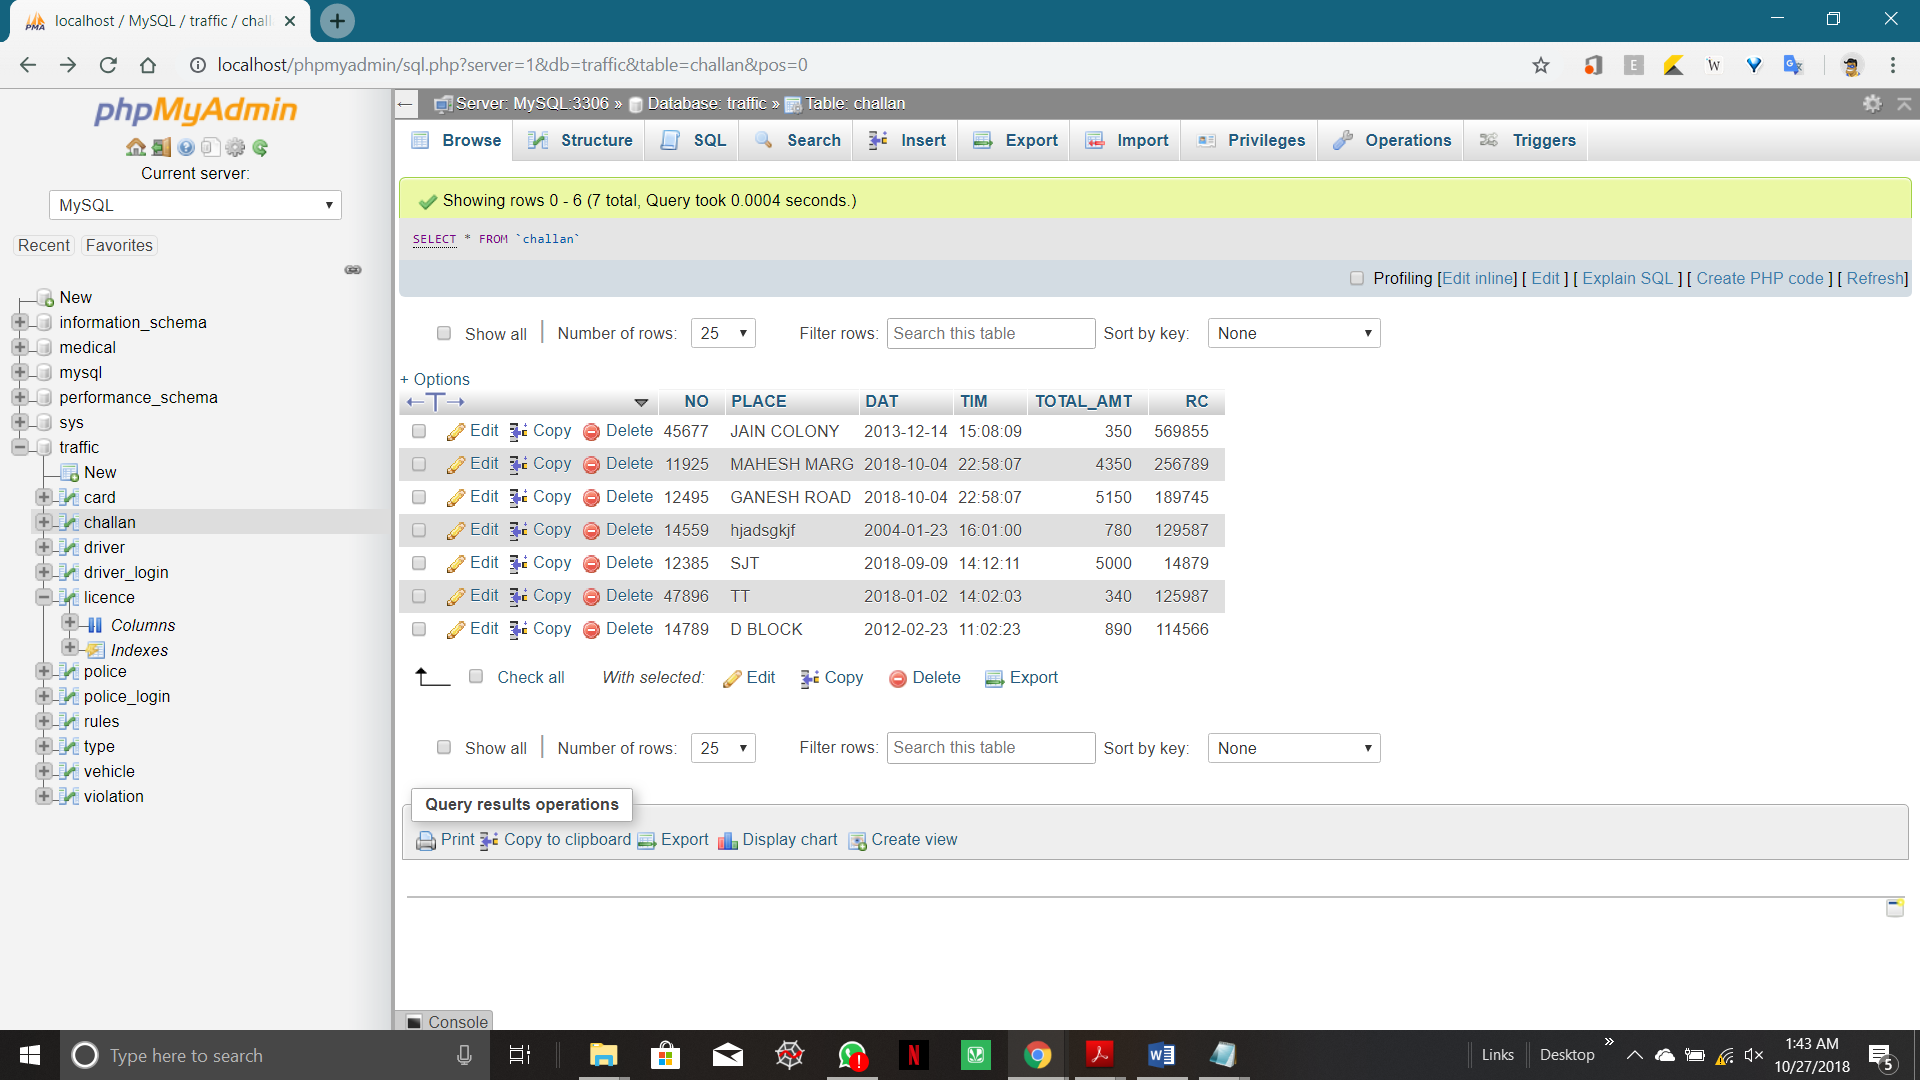 localhost / MySQL / traffic / chal
localhost/phpmyadmin/sql.php?server=1&db=traffic&table=challan&pos=0
phpMyAdmin
Current server:
MySQL
Recent Favorites
New
information_schema
medical
mysql
performance_schema
sys
traffic
New
card
challan
driver
driver_login
licence
Columns
Indexes
police
police_login
rules
type
vehicle
violation
Server: MySQL:3306 » Database: traffic » Table: challan
Browse Structure SQL Search Insert Export Import Privileges Operations Triggers
Showing rows 0 - 6 (7 total, Query took 0.0004 seconds.)
SELECT * FROM `challan`
Profiling [Edit inline] [ Edit ] [ Explain SQL ] [ Create PHP code ] [ Refresh]
Show all | Number of rows: 25 Filter rows: Search this table Sort by key: None
+ Options
←T→ NO PLACE DAT TIM TOTAL_AMT RC
Edit Copy Delete 45677 JAIN COLONY 2013-12-14 15:08:09 350 569855
Edit Copy Delete 11925 MAHESH MARG 2018-10-04 22:58:07 4350 256789
Edit Copy Delete 12495 GANESH ROAD 2018-10-04 22:58:07 5150 189745
Edit Copy Delete 14559 hjadsgkjf 2004-01-23 16:01:00 780 129587
Edit Copy Delete 12385 SJT 2018-09-09 14:12:11 5000 14879
Edit Copy Delete 47896 TT 2018-01-02 14:02:03 340 125987
Edit Copy Delete 14789 D BLOCK 2012-02-23 11:02:23 890 114566
Check all With selected: Edit Copy Delete Export
Show all | Number of rows: 25 Filter rows: Search this table Sort by key: None
Query results operations
Print Copy to clipboard Export Display chart Create view
Console
Type here to search
Links Desktop
1:43 AM
10/27/2018
5